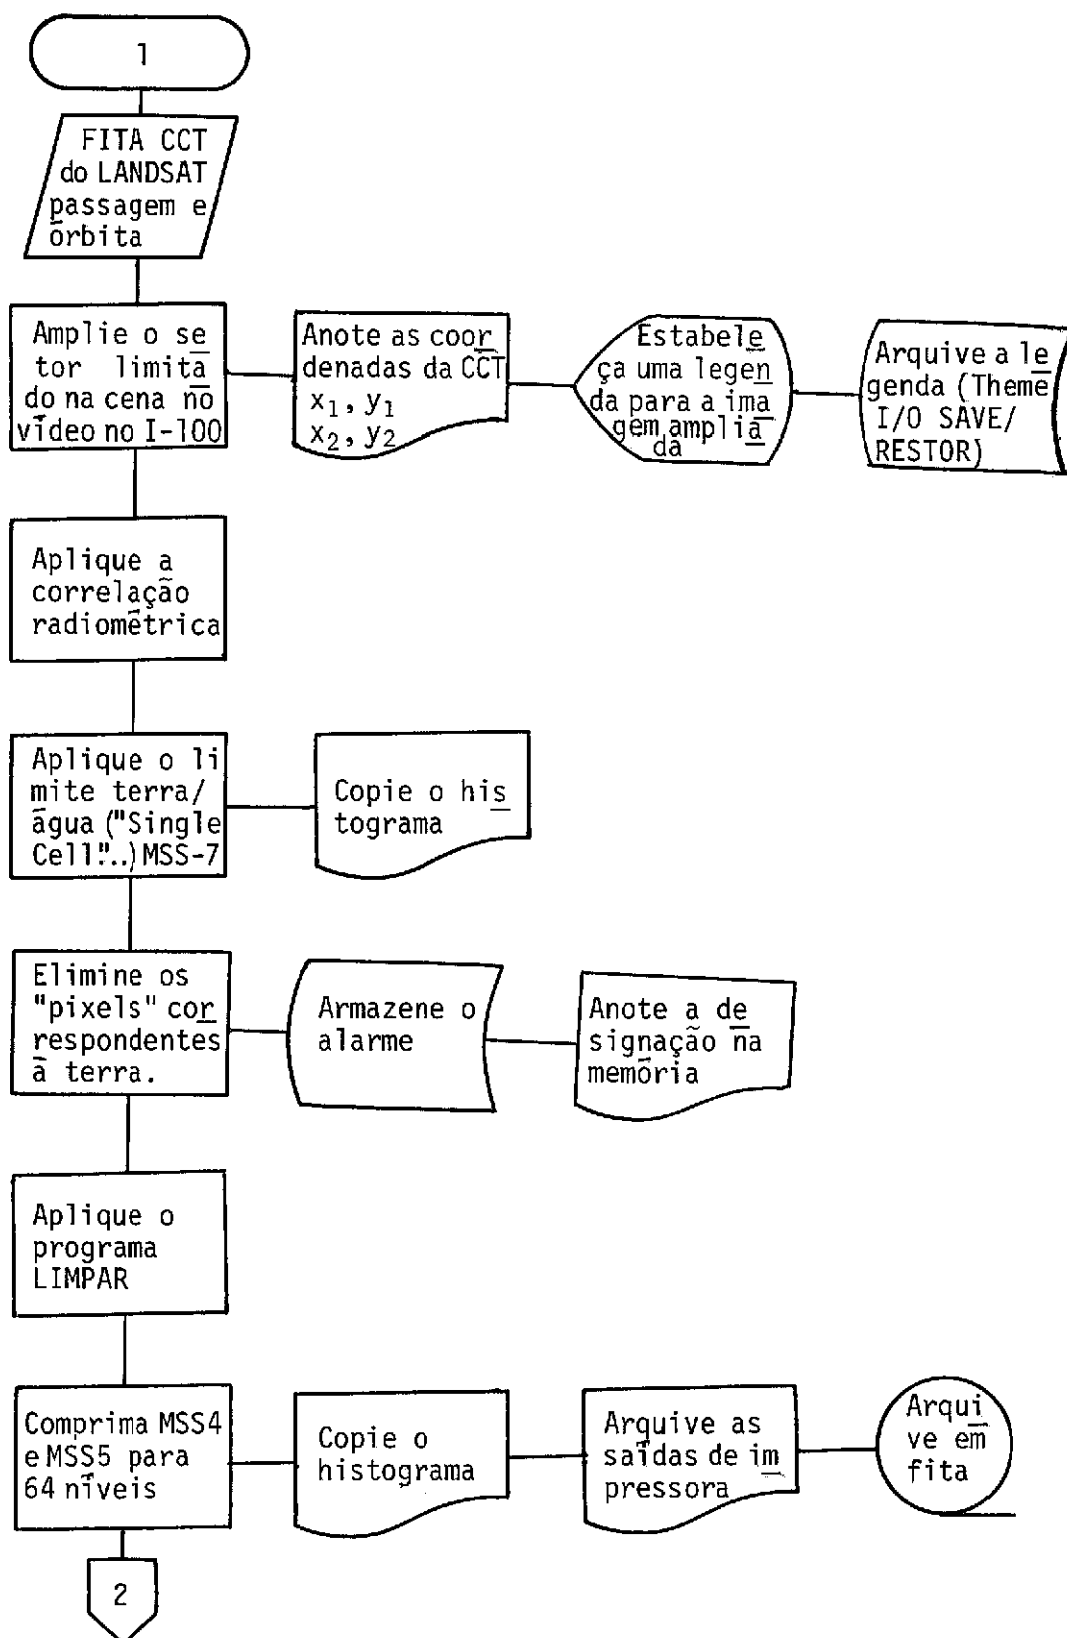 1
FITA CCT
do LANDSAT
passagem e
órbita
Amplie o se
tor limita
do na cena no
vídeo no I-100
Anote as coor
denadas da CCT
x₁, y₁
x₂, y₂
Estabele
ça uma legen
da para a ima
gem amplia
da
Arquive a le
genda (Theme
I/O SAVE/
RESTOR)
Aplique a
correlação
radiométrica
Aplique o li
mite terra/
água ("Single
Cell"..) MSS-7
Copie o his
tograma
Elimine os
"pixels" cor
respondentes
à terra.
Armazene o
alarme
Anote a de
signação na
memória
Aplique o
programa
LIMPAR
Comprima MSS4
e MSS5 para
64 níveis
Copie o
histograma
Arquive as
saídas de im
pressora
Arqui
ve em
fita
2